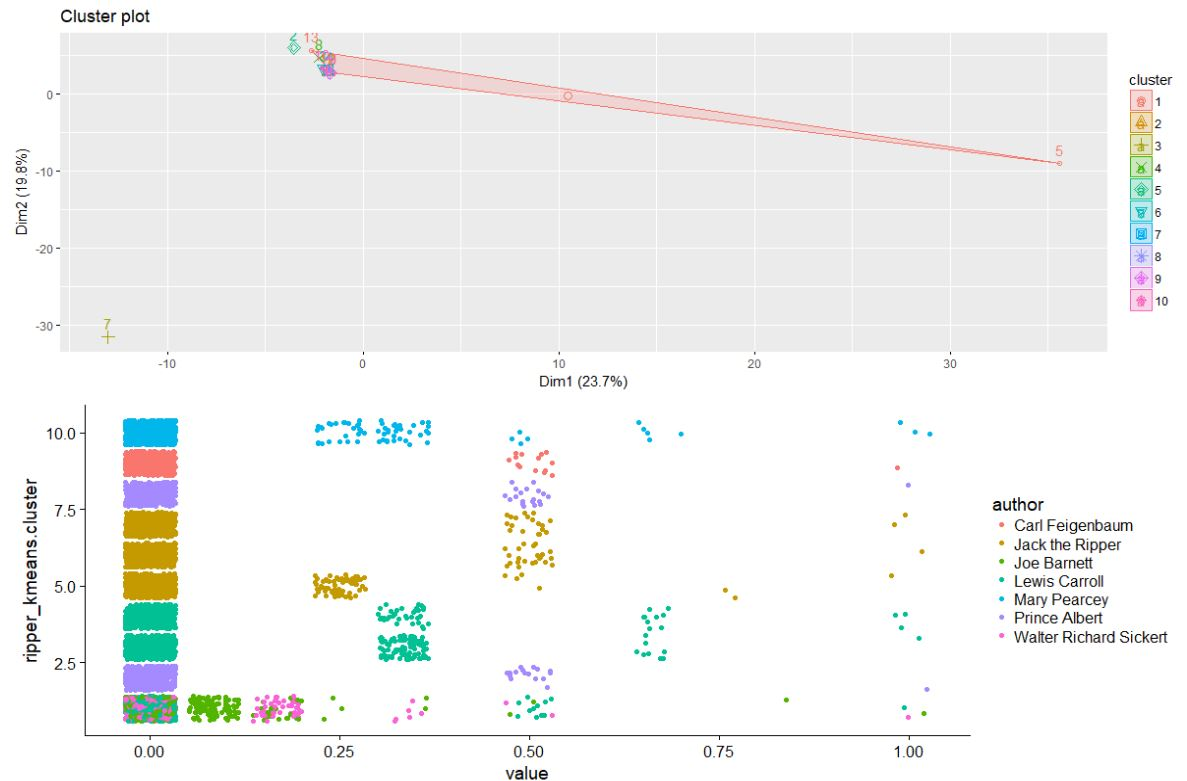 Cluster plot
2 13
8
5
7
0
-10
-20
-30
Dim2 (19.8%)
-10 0 10 20 30
Dim1 (23.7%)
cluster
1
2
3
4
5
6
7
8
9
10
10.0
7.5
5.0
2.5
ripper_kmeans.cluster
0.00 0.25 0.50 0.75 1.00
value
author
Carl Feigenbaum
Jack the Ripper
Joe Barnett
Lewis Carroll
Mary Pearcey
Prince Albert
Walter Richard Sickert